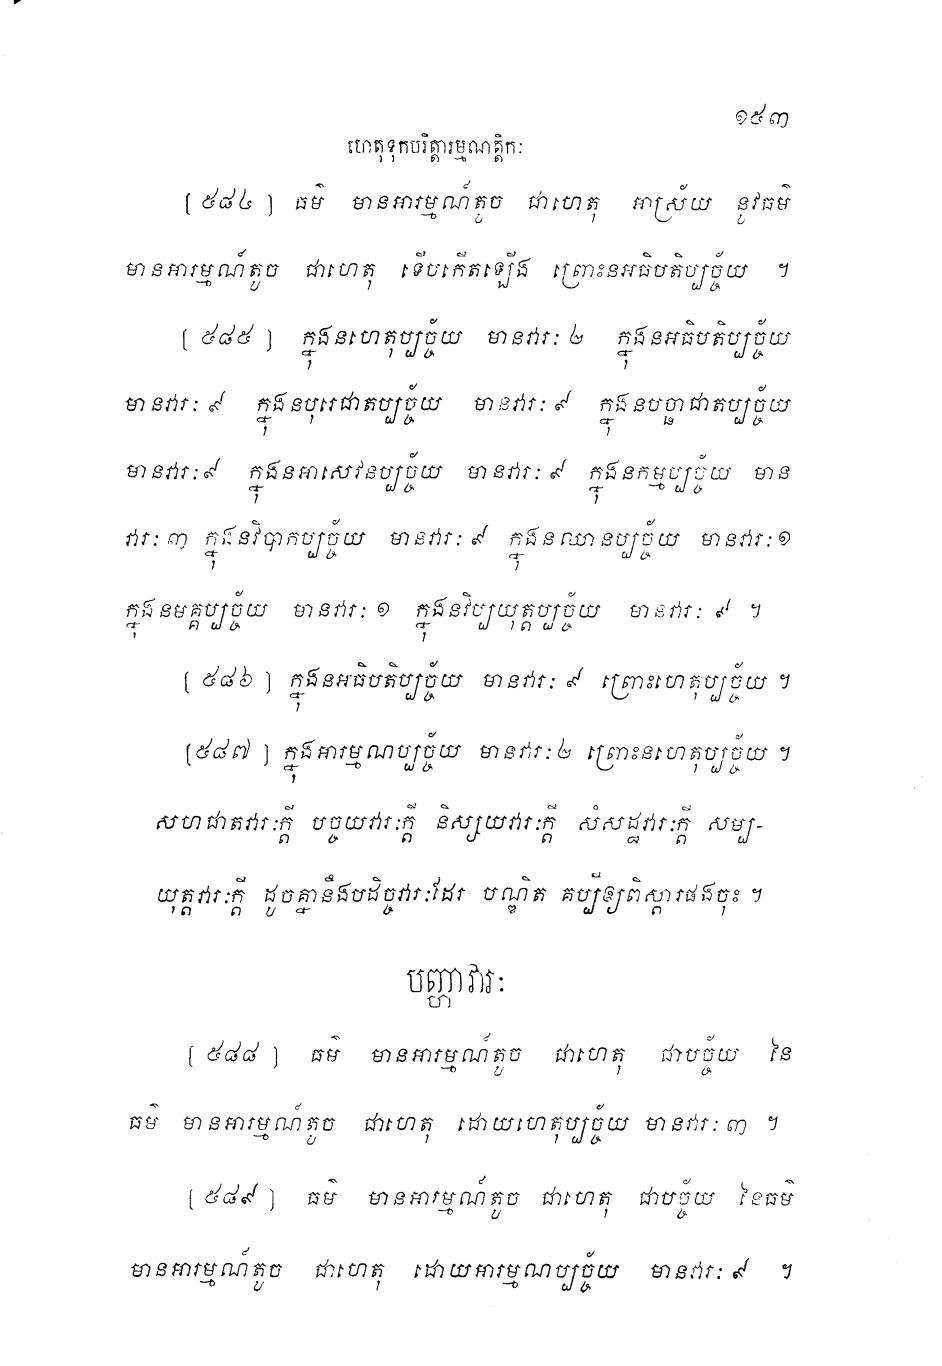 ១៥៣
ហេតុទុកបរិត្តារម្មណត្តិកៈ
[ ៥៨៤ ] ធម៌ មានអារម្មណ៍តូច ជាហេតុ អាស្រ័យ នូវធម៌
មានអារម្មណ៍តូច ជាហេតុ ទើបកើតឡើង ព្រោះនអធិបតិប្បច្ច័យ ។
[ ៥៨៥ ] ក្នុងនហេតុប្បច្ច័យ មានវារៈ ២ ក្នុងនអធិបតិប្បច្ច័យ
មានវារៈ ៩ ក្នុងនបុរេជាតប្បច្ច័យ មានវារៈ ៩ ក្នុងនបច្ឆាជាតប្បច្ច័យ
មានវារៈ ៩ ក្នុងនអាសេវនប្បច្ច័យ មានវារៈ ៩ ក្នុងនកម្មប្បច្ច័យ មាន
វារៈ ៣ ក្នុងនវិបាកប្បច្ច័យ មានវារៈ ៩ ក្នុងនឈានប្បច្ច័យ មានវារៈ ១
ក្នុងនមគ្គប្បច្ច័យ មានវារៈ ១ ក្នុងនវិប្បយុត្តប្បច្ច័យ មានវារៈ ៩ ។
[ ៥៨៦ ] ក្នុងនអធិបតិប្បច្ច័យ មានវារៈ ៩ ព្រោះហេតុប្បច្ច័យ ។
[ ៥៨៧ ] ក្នុងអារម្មណប្បច្ច័យ មានវារៈ ២ ព្រោះនហេតុប្បច្ច័យ ។
សហជាតវារៈក្តី បច្ចយវារៈក្តី និស្សយវារៈក្តី សំសដ្ឋវារៈក្តី សម្ប-
យុត្តវារៈក្តី ដូចគ្នានឹងបដិច្ចវារៈដែរ បណ្ឌិត គប្បីឲ្យពិស្តារផងចុះ ។
បញ្ហាវារៈ
[ ៥៨៨ ] ធម៌ មានអារម្មណ៍តូច ជាហេតុ ជាបច្ច័យ នៃ
ធម៌ មានអារម្មណ៍តូច ជាហេតុ ដោយហេតុប្បច្ច័យ មានវារៈ ៣ ។
[ ៥៨៩ ] ធម៌ មានអារម្មណ៍តូច ជាហេតុ ជាបច្ច័យ នៃធម៌
មានអារម្មណ៍តូច ជាហេតុ ដោយអារម្មណប្បច្ច័យ មានវារៈ ៩ ។